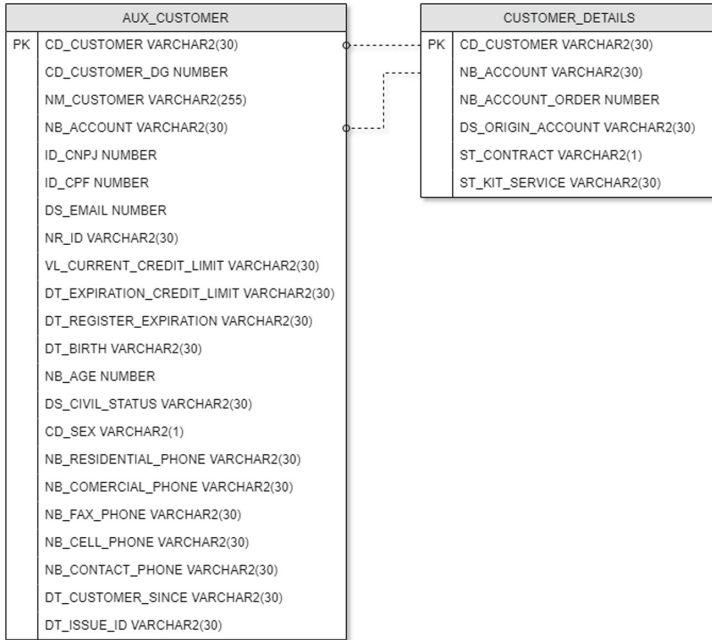 AUX_CUSTOMER
PK CD_CUSTOMER VARCHAR2(30)
CD_CUSTOMER_DG NUMBER
NM_CUSTOMER VARCHAR2(255)
NB_ACCOUNT VARCHAR2(30)
ID_CNPJ NUMBER
ID_CPF NUMBER
DS_EMAIL NUMBER
NR_ID VARCHAR2(30)
VL_CURRENT_CREDIT_LIMIT VARCHAR2(30)
DT_EXPIRATION_CREDIT_LIMIT VARCHAR2(30)
DT_REGISTER_EXPIRATION VARCHAR2(30)
DT_BIRTH VARCHAR2(30)
NB_AGE NUMBER
DS_CIVIL_STATUS VARCHAR2(30)
CD_SEX VARCHAR2(1)
NB_RESIDENTIAL_PHONE VARCHAR2(30)
NB_COMERCIAL_PHONE VARCHAR2(30)
NB_FAX_PHONE VARCHAR2(30)
NB_CELL_PHONE VARCHAR2(30)
NB_CONTACT_PHONE VARCHAR2(30)
DT_CUSTOMER_SINCE VARCHAR2(30)
DT_ISSUE_ID VARCHAR2(30)
CUSTOMER_DETAILS
PK CD_CUSTOMER VARCHAR2(30)
NB_ACCOUNT VARCHAR2(30)
NB_ACCOUNT_ORDER NUMBER
DS_ORIGIN_ACCOUNT VARCHAR2(30)
ST_CONTRACT VARCHAR2(1)
ST_KIT_SERVICE VARCHAR2(30)